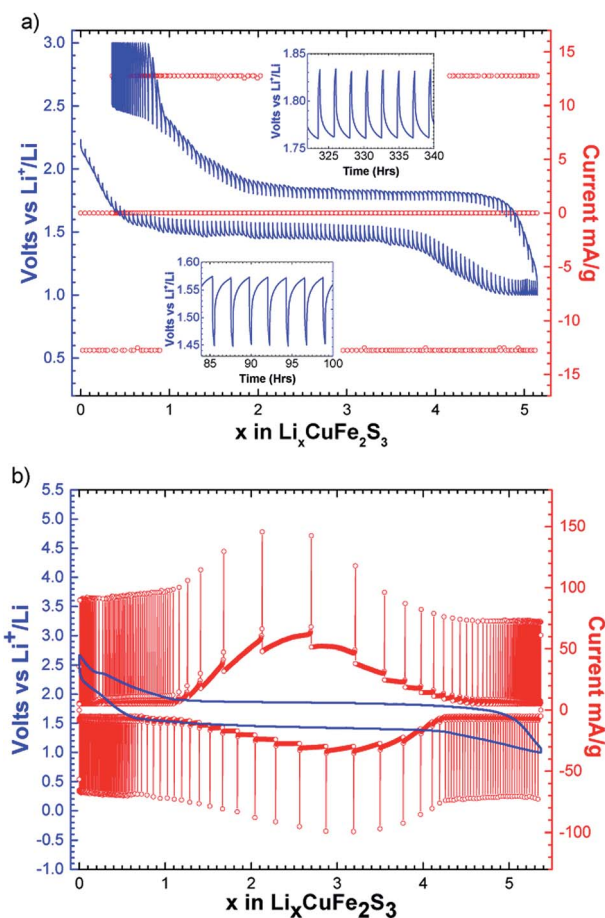 a)
3.0
2.5
2.0
1.5
1.0
0.5
Volts vs Li⁺/Li
15
10
5
0
-5
-10
-15
Current mA/g
1.85
1.80
1.75
Volts vs Li⁺/Li
325 330 335 340
Time (Hrs)
1.60
1.55
1.50
1.45
Volts vs Li⁺/Li
85 90 95 100
Time (Hrs)
0 1 2 3 4 5
x in LiₓCuFe₂S₃
b)
5.5
5.0
4.5
4.0
3.5
3.0
2.5
2.0
1.5
1.0
0.5
0.0
-0.5
-1.0
Volts vs Li⁺/Li
150
100
50
0
-50
-100
Current mA/g
0 1 2 3 4 5
x in LiₓCuFe₂S₃